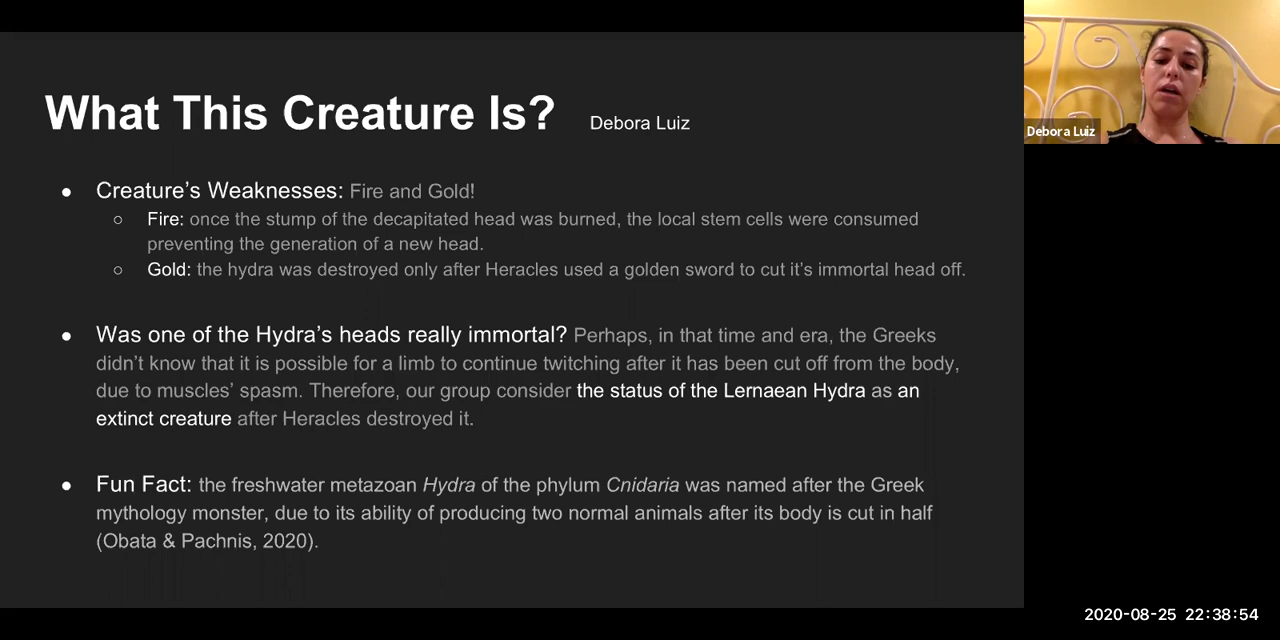 What This Creature Is? Debora Luiz
Debora Luiz
● Creature's Weaknesses: Fire and Gold!
○ Fire: once the stump of the decapitated head was burned, the local stem cells were consumed
preventing the generation of a new head.
○ Gold: the hydra was destroyed only after Heracles used a golden sword to cut it's immortal head off.
● Was one of the Hydra's heads really immortal? Perhaps, in that time and era, the Greeks
didn't know that it is possible for a limb to continue twitching after it has been cut off from the body,
due to muscles' spasm. Therefore, our group consider the status of the Lernaean Hydra as an
extinct creature after Heracles destroyed it.
● Fun Fact: the freshwater metazoan Hydra of the phylum Cnidaria was named after the Greek
mythology monster, due to its ability of producing two normal animals after its body is cut in half
(Obata & Pachnis, 2020).
2020-08-25 22:38:54